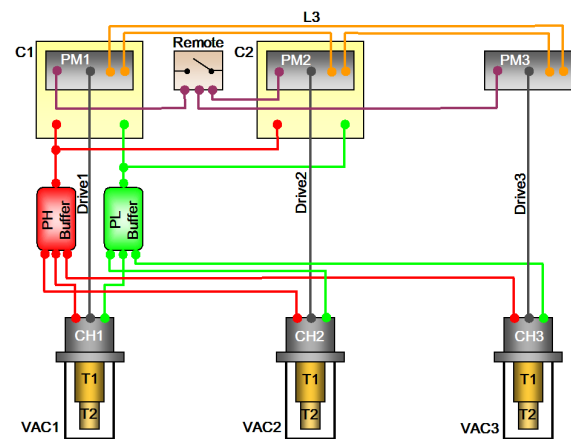 L3
C1
Remote
C2
PM1
PM2
PM3
Drive1
Drive2
Drive3
PH
Buffer
PL
Buffer
CH1
CH2
CH3
T1
T1
T1
T2
T2
T2
VAC1
VAC2
VAC3